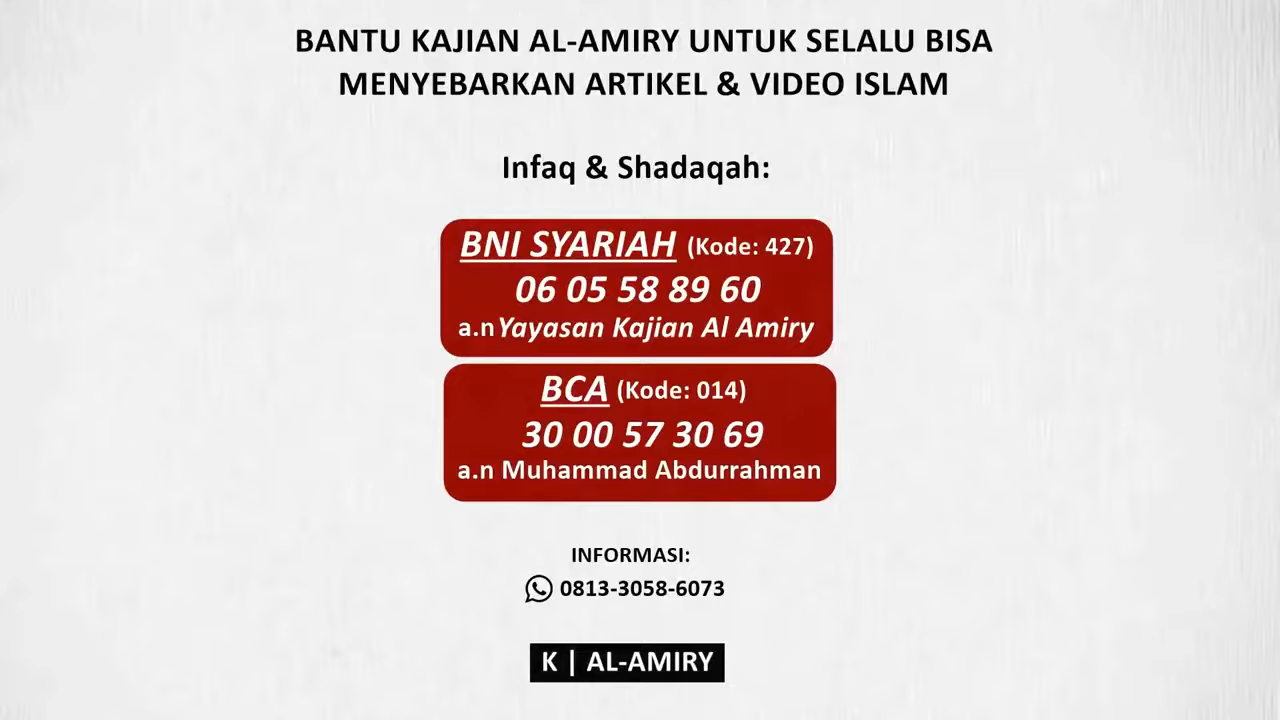 BANTU KAJIAN AL-AMIRY UNTUK SELALU BISA
MENYEBARKAN ARTIKEL & VIDEO ISLAM
Infaq & Shadaqah:
BNI SYARIAH (Kode: 427)
06 05 58 89 60
a.n Yayasan Kajian Al Amiry
BCA (Kode: 014)
30 00 57 30 69
a.n Muhammad Abdurrahman
INFORMASI:
0813-3058-6073
K | AL-AMIRY